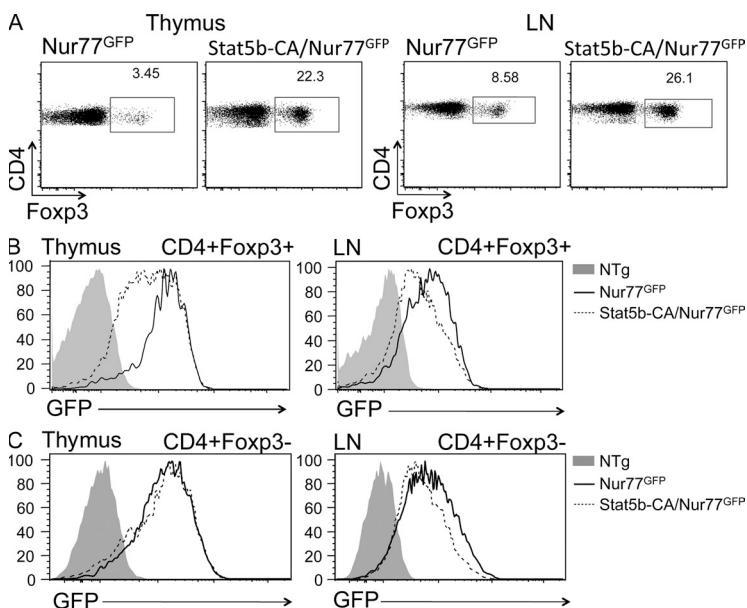 A
Thymus
LN
Nur77GFP
Stat5b-CA/Nur77GFP
Nur77GFP
Stat5b-CA/Nur77GFP
3.45
22.3
8.58
26.1
CD4
Foxp3
CD4
Foxp3
B
Thymus CD4+Foxp3+
LN CD4+Foxp3+
100
80
60
40
20
0
GFP
100
80
60
40
20
0
GFP
NTg
Nur77GFP
Stat5b-CA/Nur77GFP
C
Thymus CD4+Foxp3-
LN CD4+Foxp3-
100
80
60
40
20
0
GFP
100
80
60
40
20
0
GFP
NTg
Nur77GFP
Stat5b-CA/Nur77GFP